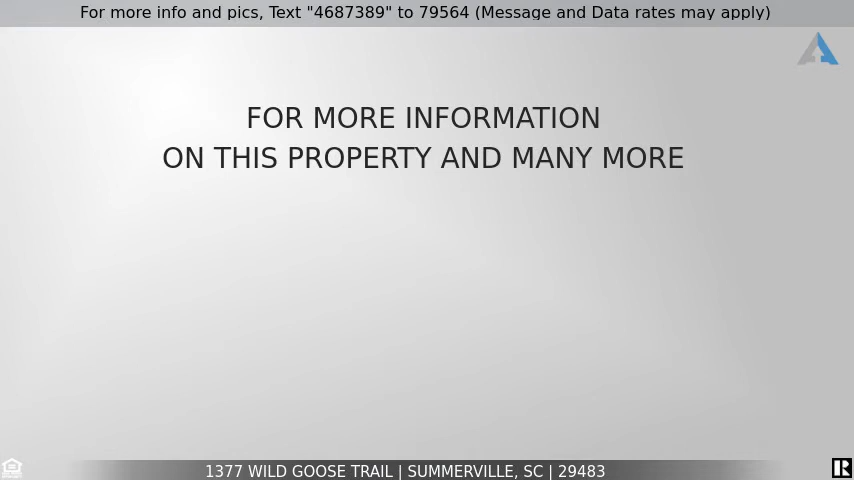 For more info and pics, Text "4687389" to 79564 (Message and Data rates may apply)
FOR MORE INFORMATION
ON THIS PROPERTY AND MANY MORE
1377 WILD GOOSE TRAIL | SUMMERVILLE, SC | 29483